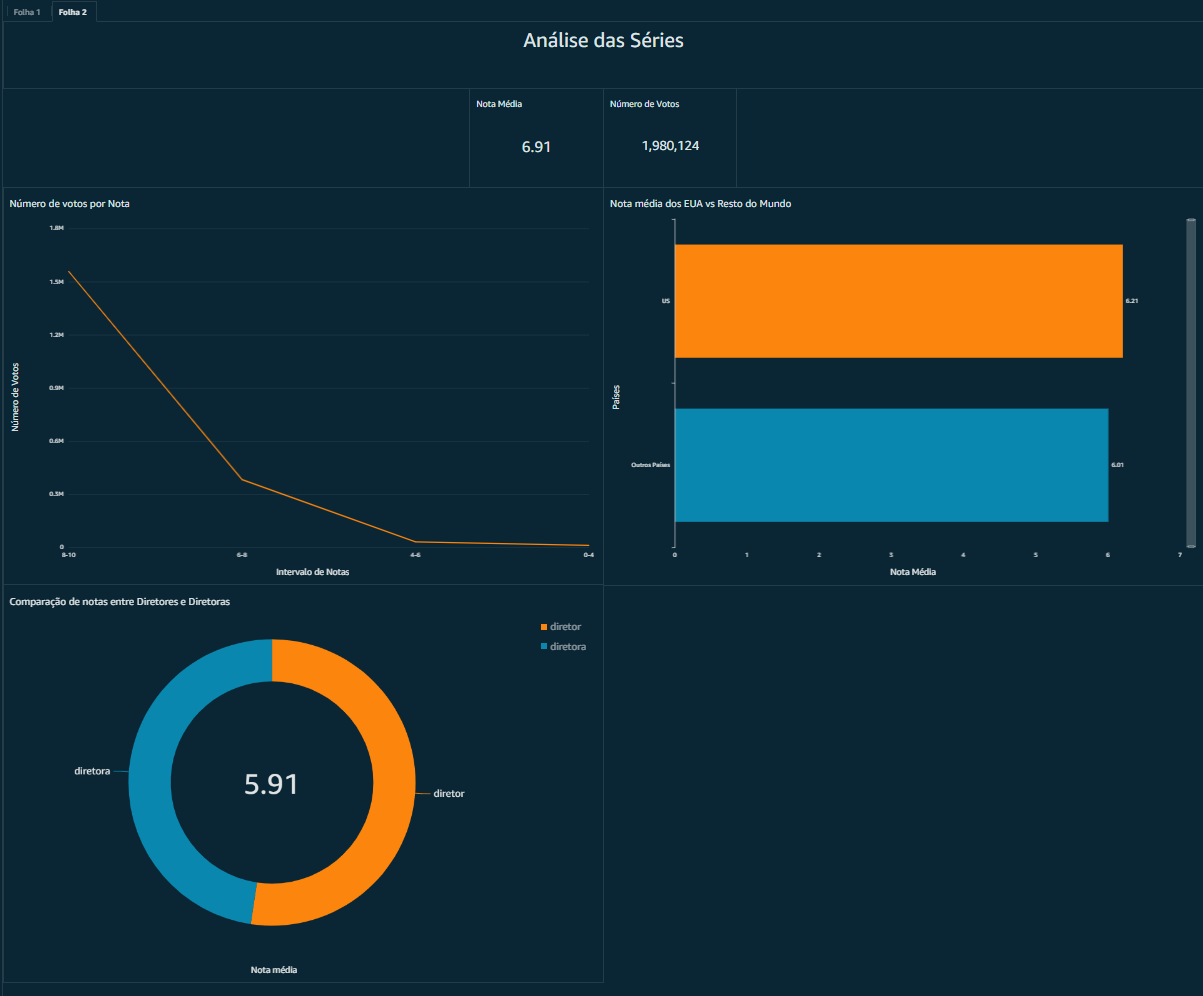 Folha 1
Folha 2
Análise das Séries
Nota Média
6.91
Número de Votos
1,980,124
Número de votos por Nota
1.8M
1.5M
1.2M
0.9M
0.6M
0.3M
0
Número de Votos
8-10
6-8
4-6
0-4
Intervalo de Notas
Nota média dos EUA vs Resto do Mundo
Países
US
6.21
Outros Países
6.01
0
1
2
3
4
5
6
7
Nota Média
Comparação de notas entre Diretores e Diretoras
diretor
diretora
diretora
5.91
diretor
Nota média